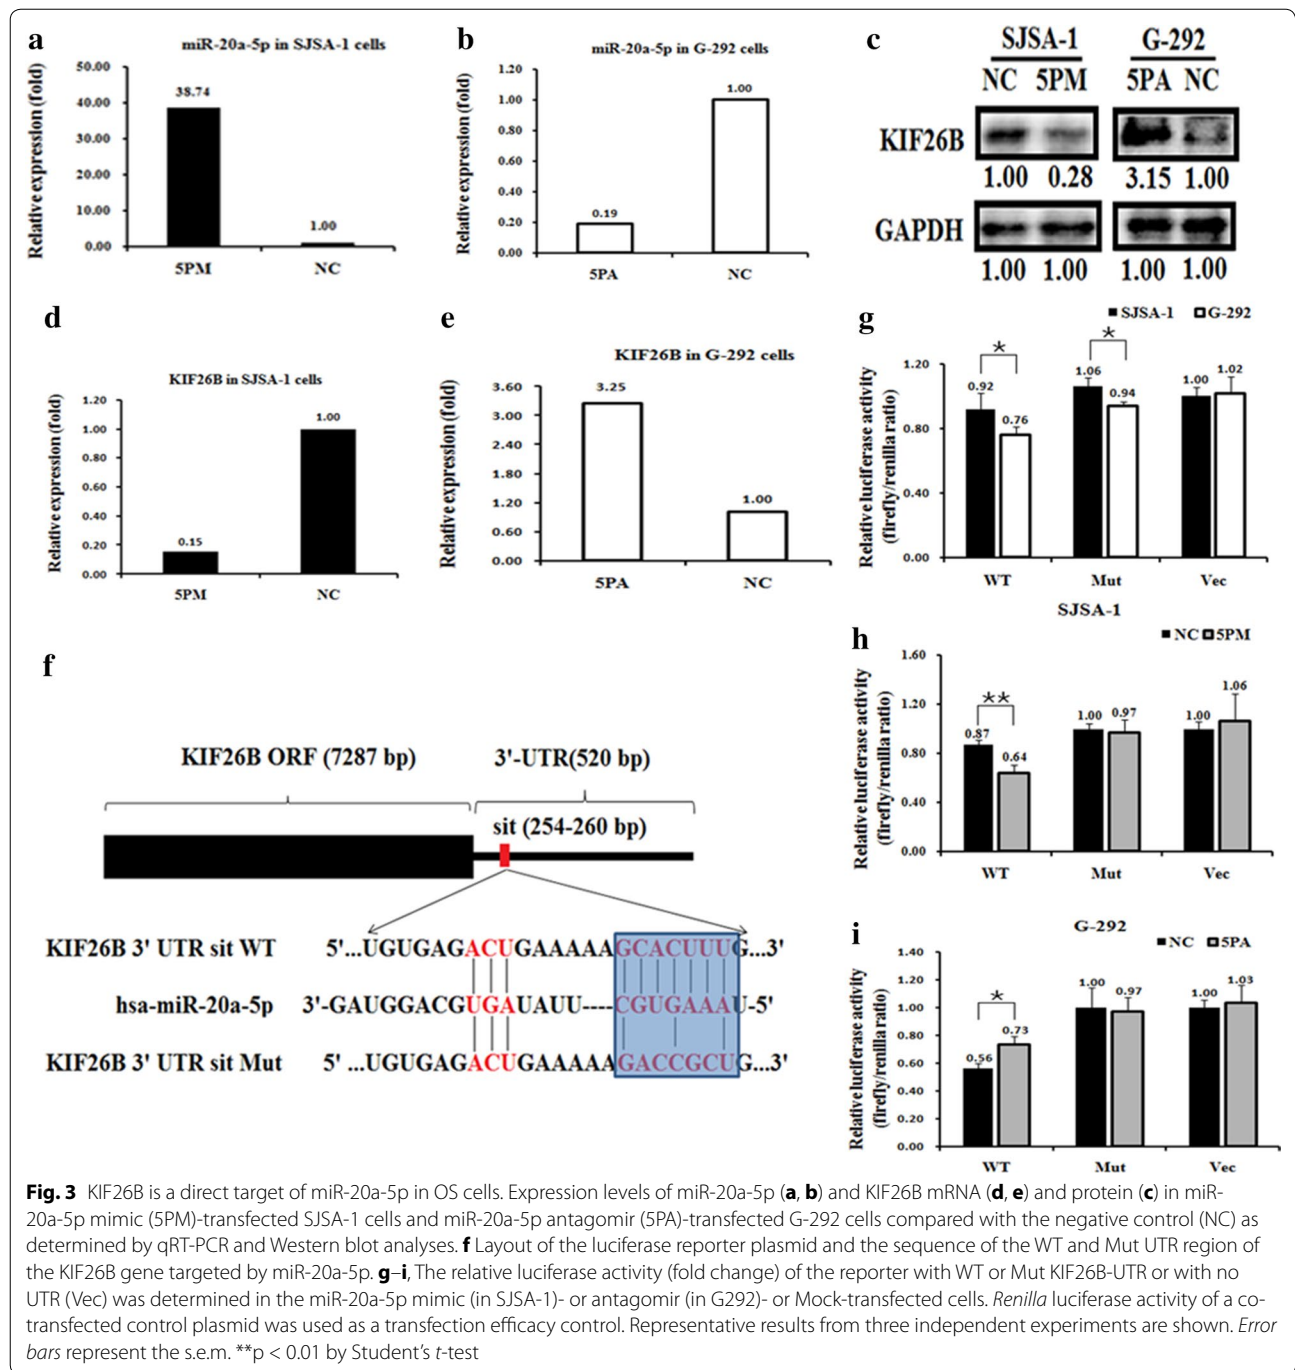 a
miR-20a-5p in SJSA-1 cells
Relative expression (fold)
50.00
40.00
30.00
20.00
10.00
0.00
38.74
1.00
5PM
NC
b
miR-20a-5p in G-292 cells
Relative expression (fold)
1.20
1.00
0.80
0.60
0.40
0.20
0.00
0.19
1.00
5PA
NC
c
SJSA-1 G-292
NC 5PM 5PA NC
KIF26B
1.00 0.28 3.15 1.00
GAPDH
1.00 1.00 1.00 1.00
d
KIF26B in SJSA-1 cells
Relative expression (fold)
1.20
1.00
0.80
0.60
0.40
0.20
0.00
0.15
1.00
5PM
NC
e
KIF26B in G-292 cells
Relative expression (fold)
3.60
3.00
2.40
1.80
1.20
0.60
0.00
3.25
1.00
5PA
NC
g
SJSA-1 G-292
Relative luciferase activity
(firefly/renilla ratio)
1.20
0.80
0.40
0.00
*
*
0.92
0.76
1.06
0.94
1.00
1.02
WT
Mut
Vec
f
KIF26B ORF (7287 bp)
3'-UTR(520 bp)
sit (254-260 bp)
KIF26B 3' UTR sit WT 5'...UGUGAGACUGAAAAAGCACUUUG...3'
hsa-miR-20a-5p 3'-GAUGGACGUGAUAUU----CGUGAAAU-5'
KIF26B 3' UTR sit Mut 5' ...UGUGAGACUGAAAAAGACCGCUG...3'
h
SJSA-1
NC 5PM
Relative luciferase activity
(firefly/renilla ratio)
1.60
1.20
0.80
0.40
0.00
**
0.87
0.64
1.00
0.97
1.00
1.06
WT
Mut
Vec
i
G-292
NC 5PA
Relative luciferase activity
(firefly/renilla ratio)
1.40
1.20
1.00
0.80
0.60
0.40
0.20
0.00
*
0.56
0.73
1.00
0.97
1.00
1.03
WT
Mut
Vec
Fig. 3 KIF26B is a direct target of miR-20a-5p in OS cells. Expression levels of miR-20a-5p (a, b) and KIF26B mRNA (d, e) and protein (c) in miR-
20a-5p mimic (5PM)-transfected SJSA-1 cells and miR-20a-5p antagomir (5PA)-transfected G-292 cells compared with the negative control (NC) as
determined by qRT-PCR and Western blot analyses. f Layout of the luciferase reporter plasmid and the sequence of the WT and Mut UTR region of
the KIF26B gene targeted by miR-20a-5p. g–i, The relative luciferase activity (fold change) of the reporter with WT or Mut KIF26B-UTR or with no
UTR (Vec) was determined in the miR-20a-5p mimic (in SJSA-1)- or antagomir (in G292)- or Mock-transfected cells. Renilla luciferase activity of a co-
transfected control plasmid was used as a transfection efficacy control. Representative results from three independent experiments are shown. Error
bars represent the s.e.m. **p < 0.01 by Student's t-test